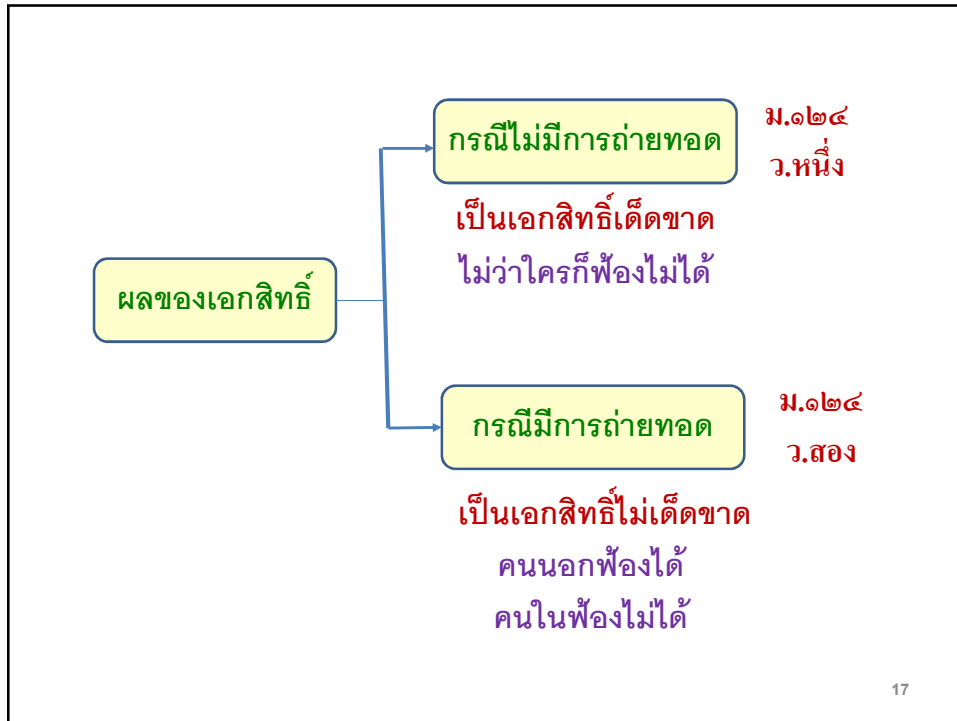 กรณีไม่มีการถ่ายทอด
ม.๑๒๔
ว.หนึ่ง
เป็นเอกสิทธิ์เด็ดขาด
ไม่ว่าใครก็ฟ้องไม่ได้
ผลของเอกสิทธิ์
กรณีมีการถ่ายทอด
ม.๑๒๔
ว.สอง
เป็นเอกสิทธิ์ไม่เด็ดขาด
คนนอกฟ้องได้
คนในฟ้องไม่ได้
17